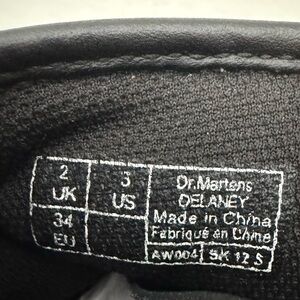 2 UK
3 US
34 EU
Dr.Martens
DELANEY
Made in China
Fabriqué en Chine
AW004 SK 12 S